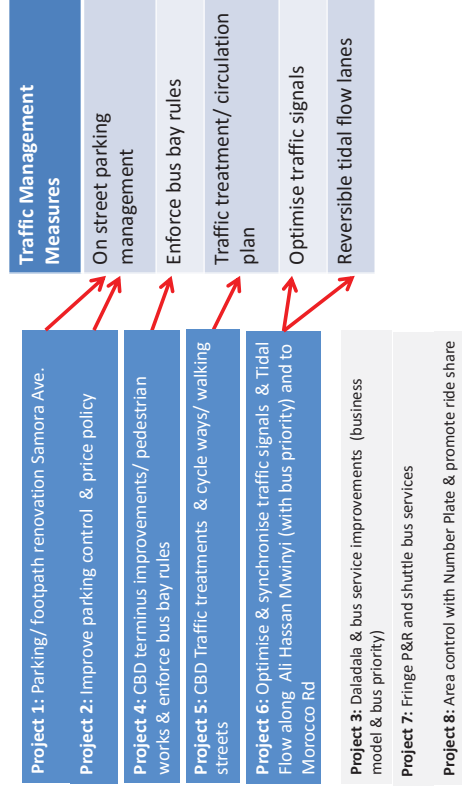 Project 1: Parking/ footpath renovation Samora Ave.
Project 2: Improve parking control & price policy
Project 4: CBD terminus improvements/ pedestrian
works & enforce bus bay rules
Project 5: CBD Traffic treatments & cycle ways/ walking
streets
Project 6: Optimise & synchronise traffic signals & Tidal
Flow along Ali Hassan Mwinyi (with bus priority) and to
Morocco Rd
Project 3: Daladala & bus service improvements (business
model & bus priority)
Project 7: Fringe P&R and shuttle bus services
Project 8: Area control with Number Plate & promote ride share
Traffic Management
Measures
On street parking
management
Enforce bus bay rules
Traffic treatment/ circulation
plan
Optimise traffic signals
Reversible tidal flow lanes